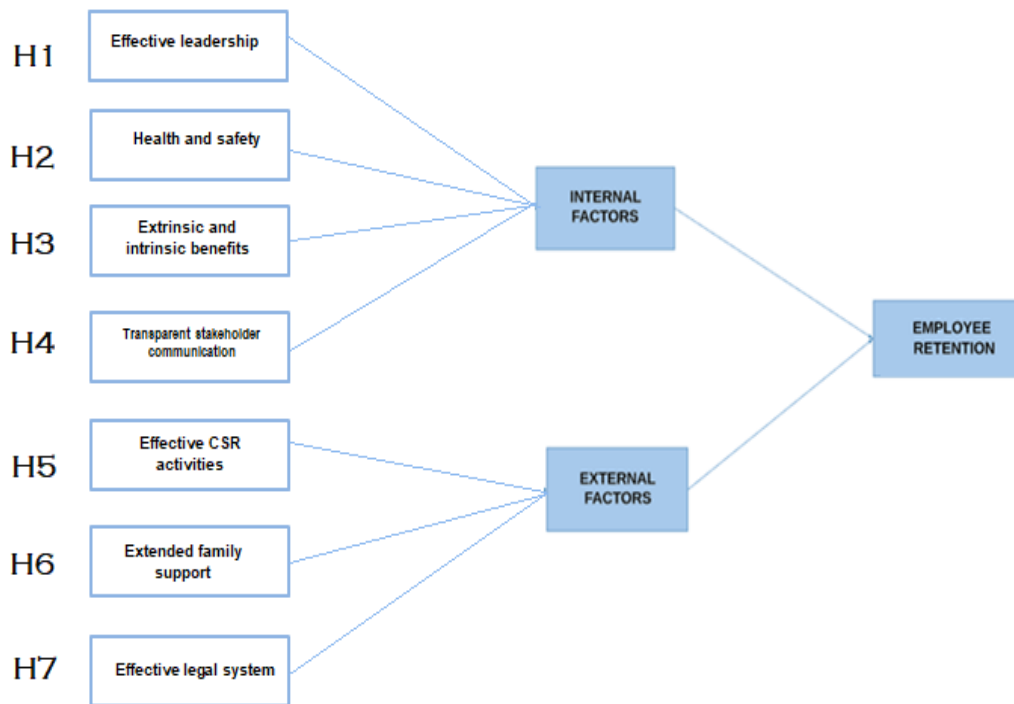 H1
Effective leadership
H2
Health and safety
H3
Extrinsic and
intrinsic benefits
H4
Transparent stakeholder
communication
H5
Effective CSR
activities
H6
Extended family
support
H7
Effective legal system
INTERNAL
FACTORS
EXTERNAL
FACTORS
EMPLOYEE
RETENTION